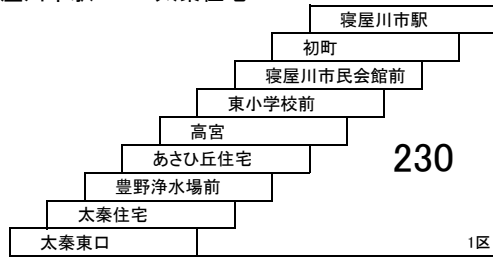 寝屋川市駅
初町
寝屋川市民会館前
東小学校前
高宮
あさひ丘住宅
230
豊野浄水場前
太秦住宅
太秦東口
1区